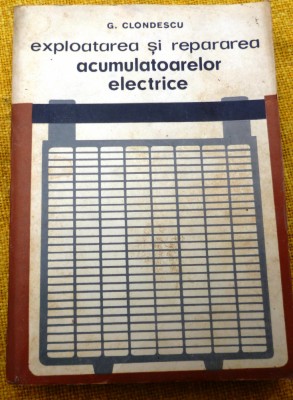 G. CLONDESCU
exploatarea și repararea
acumulatoarelor
electrice